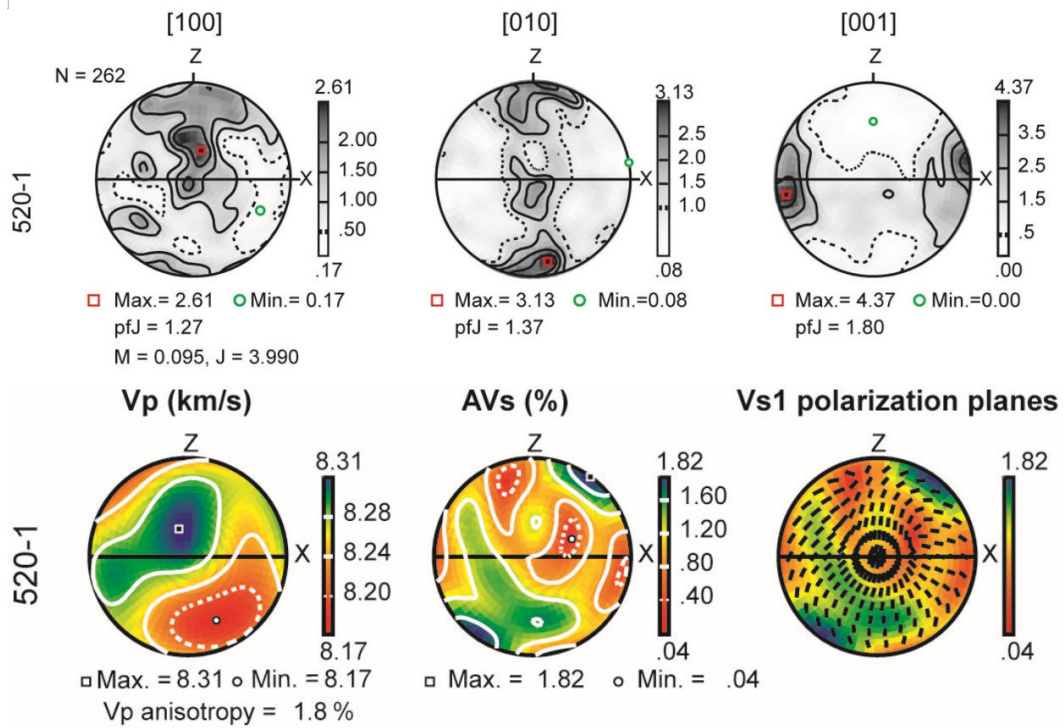 [100] [010] [001]
Z Z Z
N = 262
2.61 3.13 4.37
2.00 2.5 3.5
1.50 2.0 2.5
1.00 1.5 1.5
.50 1.0 .5
.17 .08 .00
X X X
520-1
Max.= 2.61 Min.= 0.17 Max.= 3.13 Min.=0.08 Max.= 4.37 Min.=0.00
pfJ = 1.27 pfJ = 1.37 pfJ = 1.80
M = 0.095, J = 3.990
Vp (km/s) AVs (%) Vs1 polarization planes
Z Z Z
8.31 1.82 1.82
8.28 1.60
8.24 1.20
8.20 .80
.40
8.17 .04 .04
X X X
520-1
Max. = 8.31 Min. = 8.17 Max. = 1.82 Min. = .04
Vp anisotropy = 1.8 %